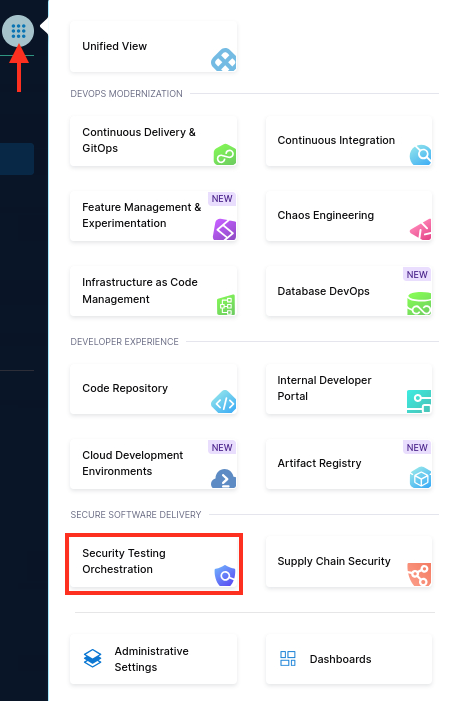 Unified View
DEVOPS MODERNIZATION
Continuous Delivery &
GitOps
Continuous Integration
NEW
Feature Management &
Experimentation
Chaos Engineering
Infrastructure as Code
Management
NEW
Database DevOps
DEVELOPER EXPERIENCE
Code Repository
Internal Developer
Portal
NEW
Cloud Development
Environments
NEW
Artifact Registry
SECURE SOFTWARE DELIVERY
Security Testing
Orchestration
Supply Chain Security
Administrative
Settings
Dashboards